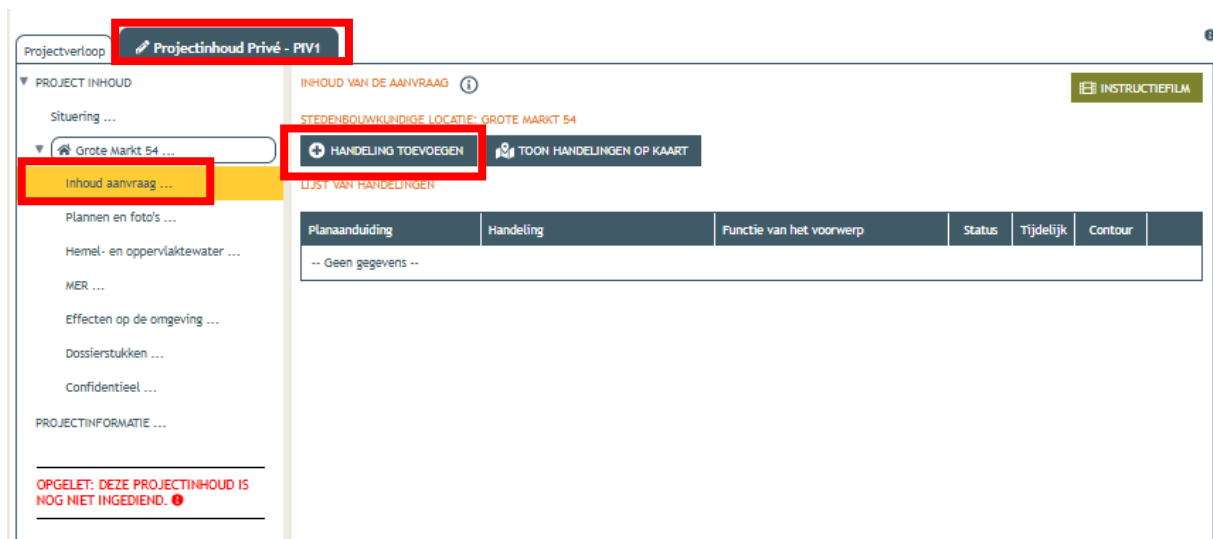 Projectverloop
Projectinhoud Privé - PIV1
PROJECT INHOUD
Situering ...
Grote Markt 54 ...
Inhoud aanvraag ...
Plannen en foto's ...
Hemel- en oppervlaktewater ...
MER ...
Effecten op de omgeving ...
Dossierstukken ...
Confidentieel ...
PROJECTINFORMATIE ...
OPGELET: DEZE PROJECTINHOUD IS
NOG NIET INGEDIEND.
INHOUD VAN DE AANVRAAG
INSTRUCTIEFILM
STEDENBOUWKUNDIGE LOCATIE: GROTE MARKT 54
HANDELING TOEVOEGEN
TOON HANDELINGEN OP KAART
LIJST VAN HANDELINGEN
Planaanduiding Handeling Functie van het voorwerp Status Tijdelijk Contour
-- Geen gegevens --